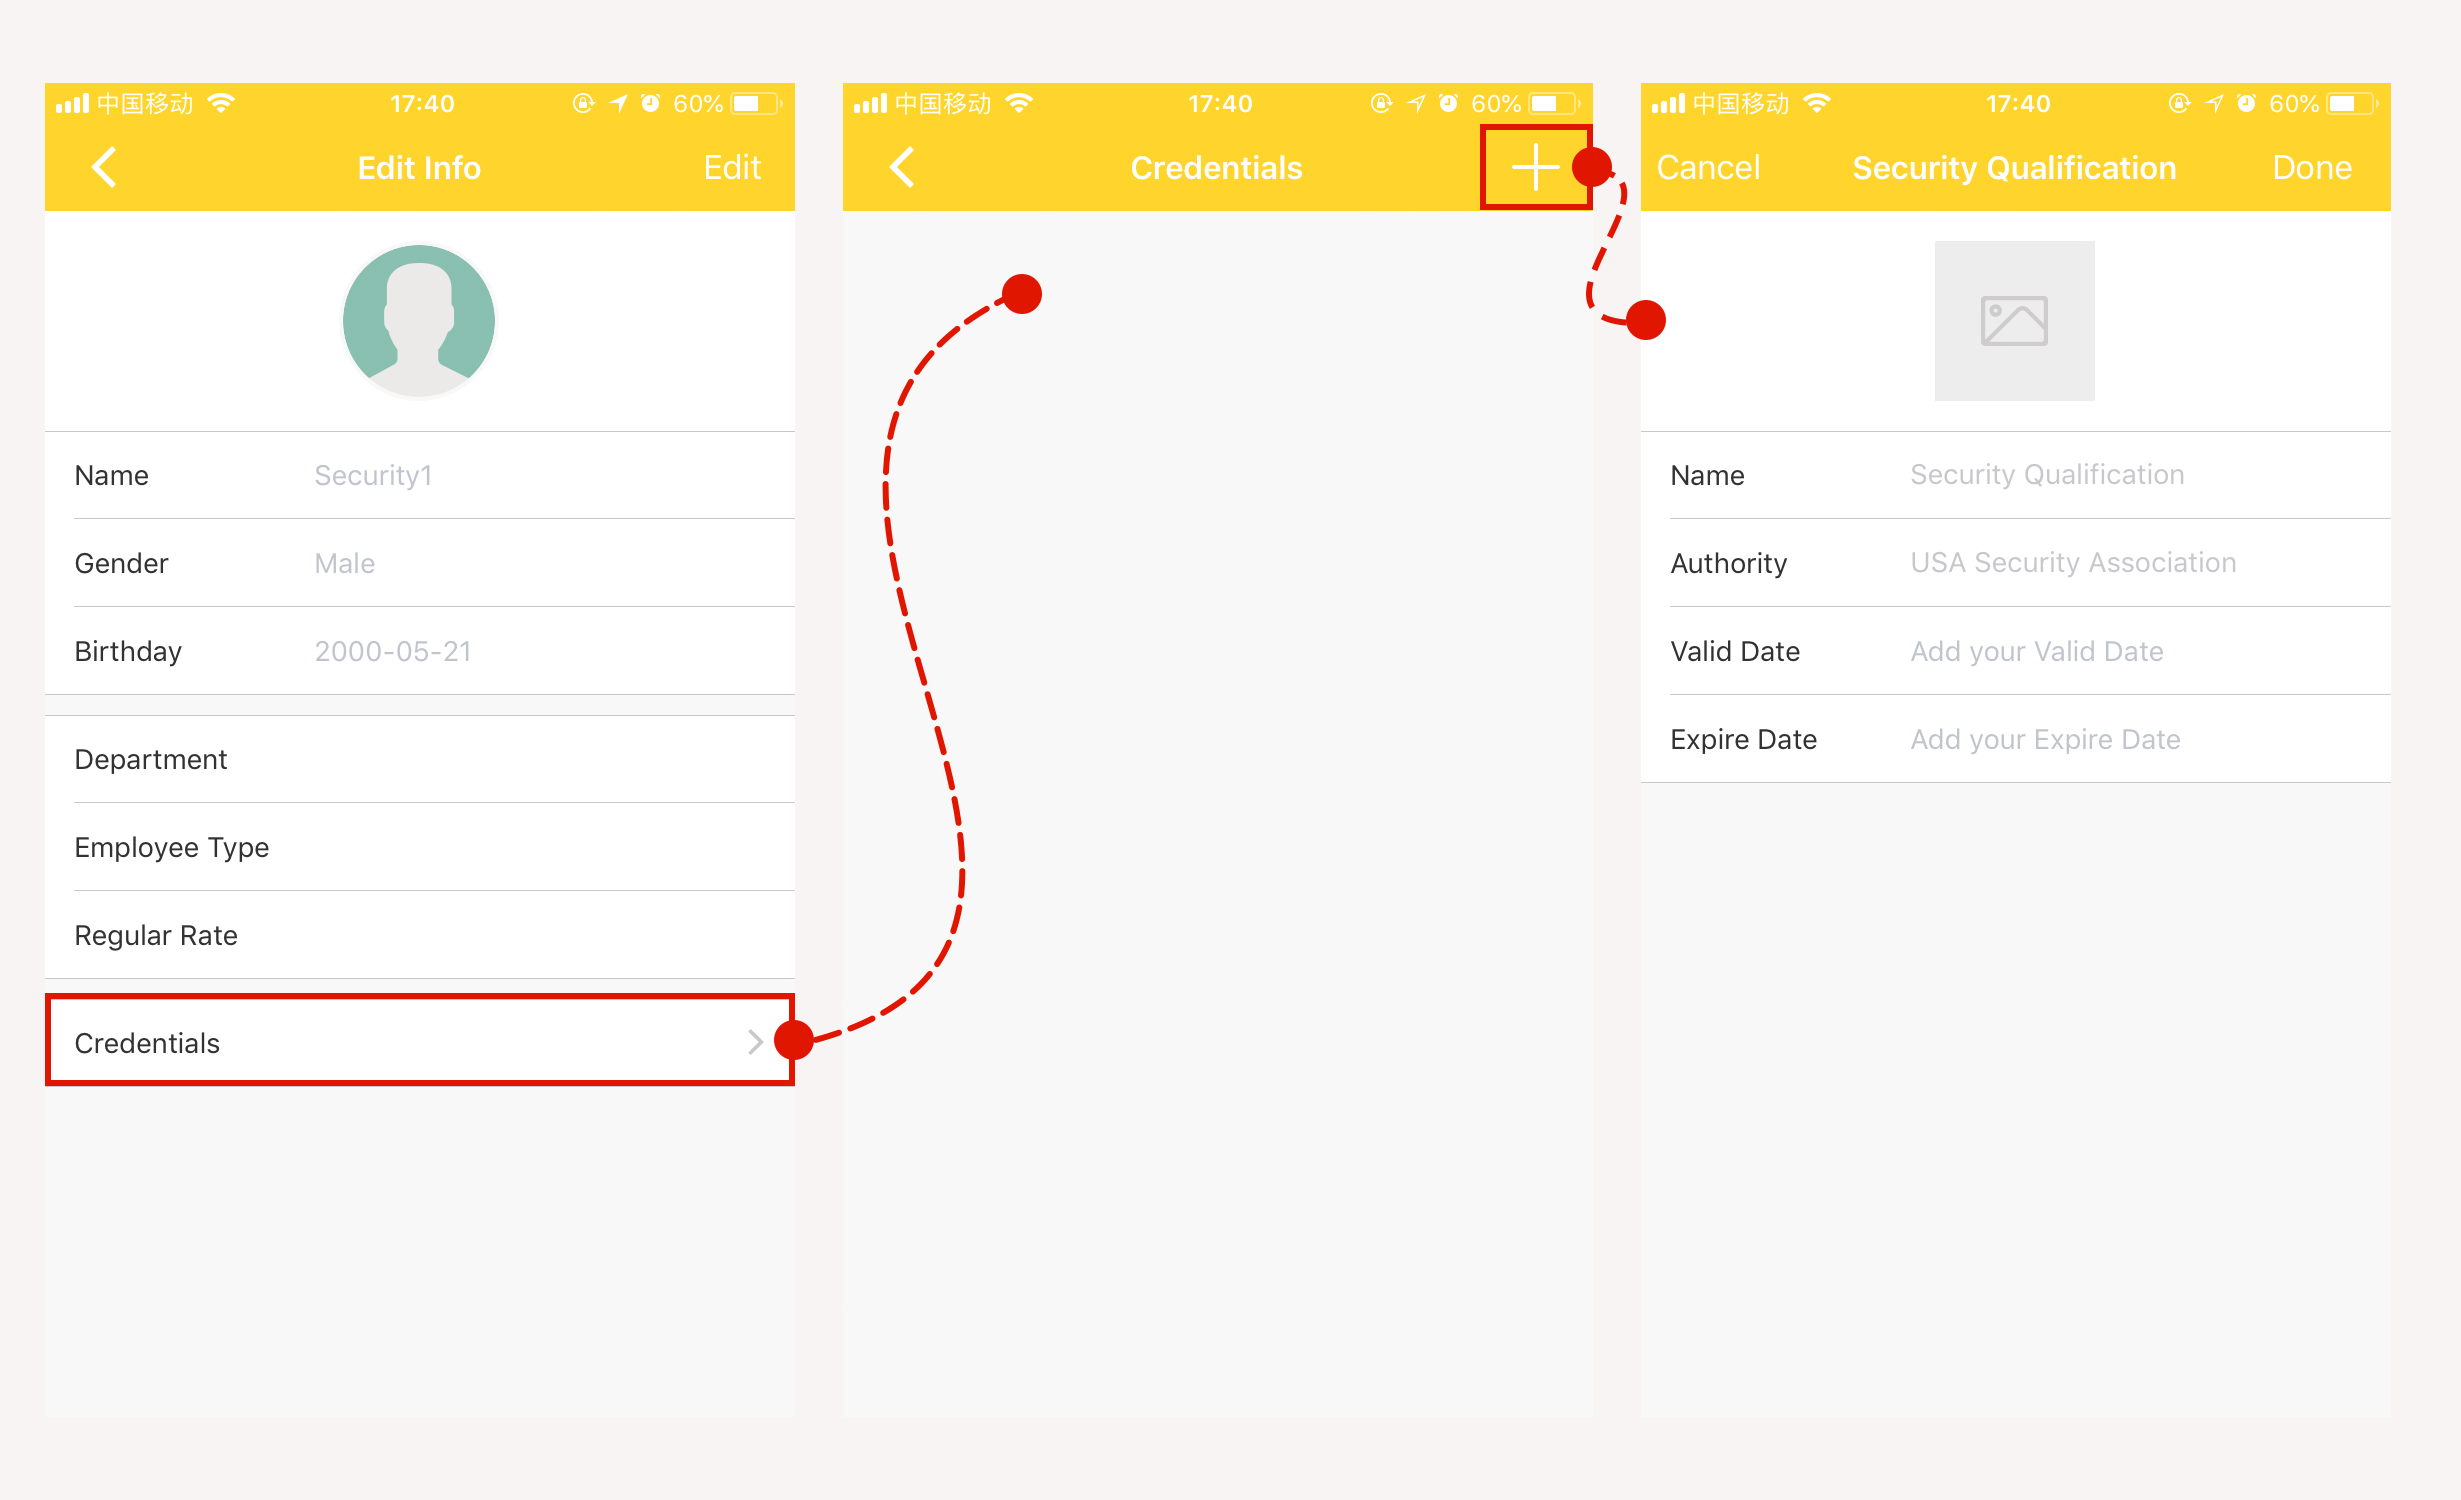 中国移动 17:40 60%
Edit Info Edit
Name Security1
Gender Male
Birthday 2000-05-21
Department
Employee Type
Regular Rate
Credentials
中国移动 17:40 60%
Credentials
中国移动 17:40 60%
Cancel Security Qualification Done
Name Security Qualification
Authority USA Security Association
Valid Date Add your Valid Date
Expire Date Add your Expire Date